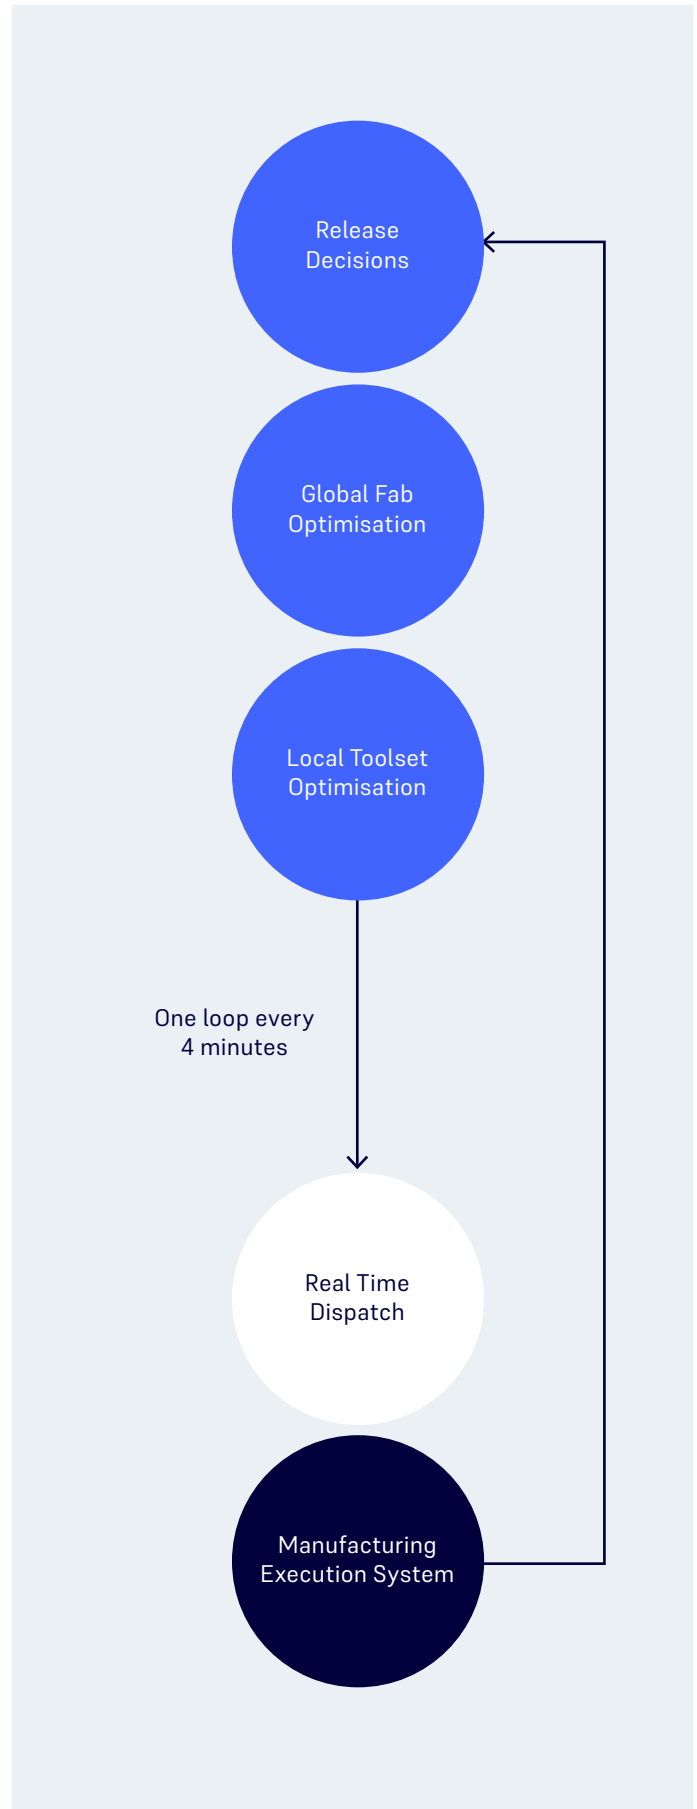 Release
Decisions
Global Fab
Optimisation
Local Toolset
Optimisation
One loop every
4 minutes
Real Time
Dispatch
Manufacturing
Execution System